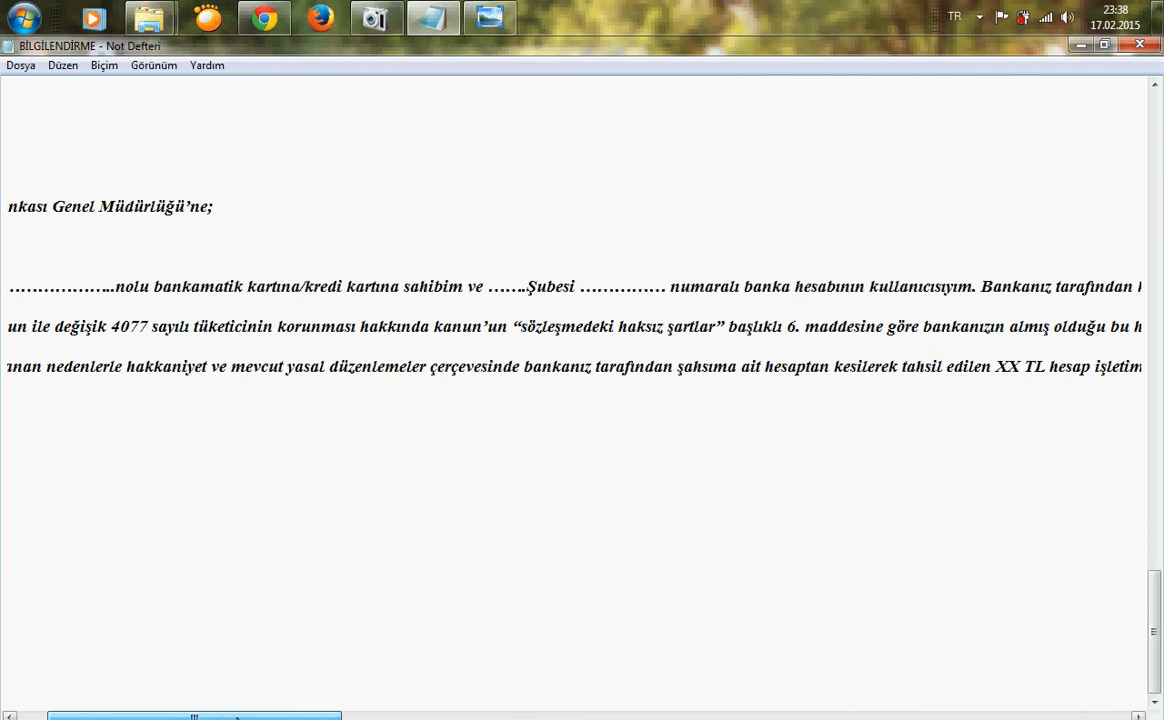 TR
23:38
17.02.2015
BİLGİLENDİRME - Not Defteri
Dosya Düzen Biçim Görünüm Yardım
nkası Genel Müdürlüğü’ne;
………………..nolu bankamatik kartına/kredi kartına sahibim ve …….Şubesi …………… numaralı banka hesabının kullanıcısıyım. Bankanız tarafından
un ile değişik 4077 sayılı tüketicinin korunması hakkında kanun’un “sözleşmedeki haksız şartlar” başlıklı 6. maddesine göre bankanızın almış olduğu bu h
ınan nedenlerle hakkaniyet ve mevcut yasal düzenlemeler çerçevesinde bankanız tarafından şahsıma ait hesaptan kesilerek tahsil edilen XX TL hesap işletim